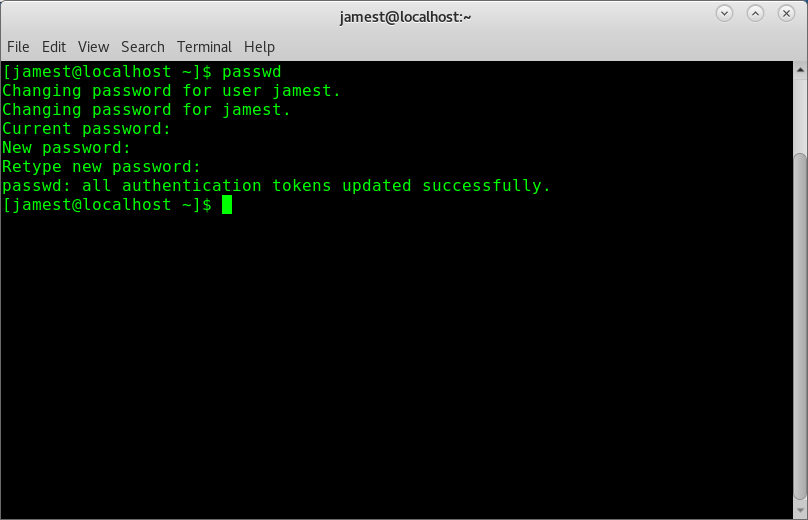 jamest@localhost:~
File Edit View Search Terminal Help
[jamest@localhost ~]$ passwd
Changing password for user jamest.
Changing password for jamest.
Current password:
New password:
Retype new password:
passwd: all authentication tokens updated successfully.
[jamest@localhost ~]$